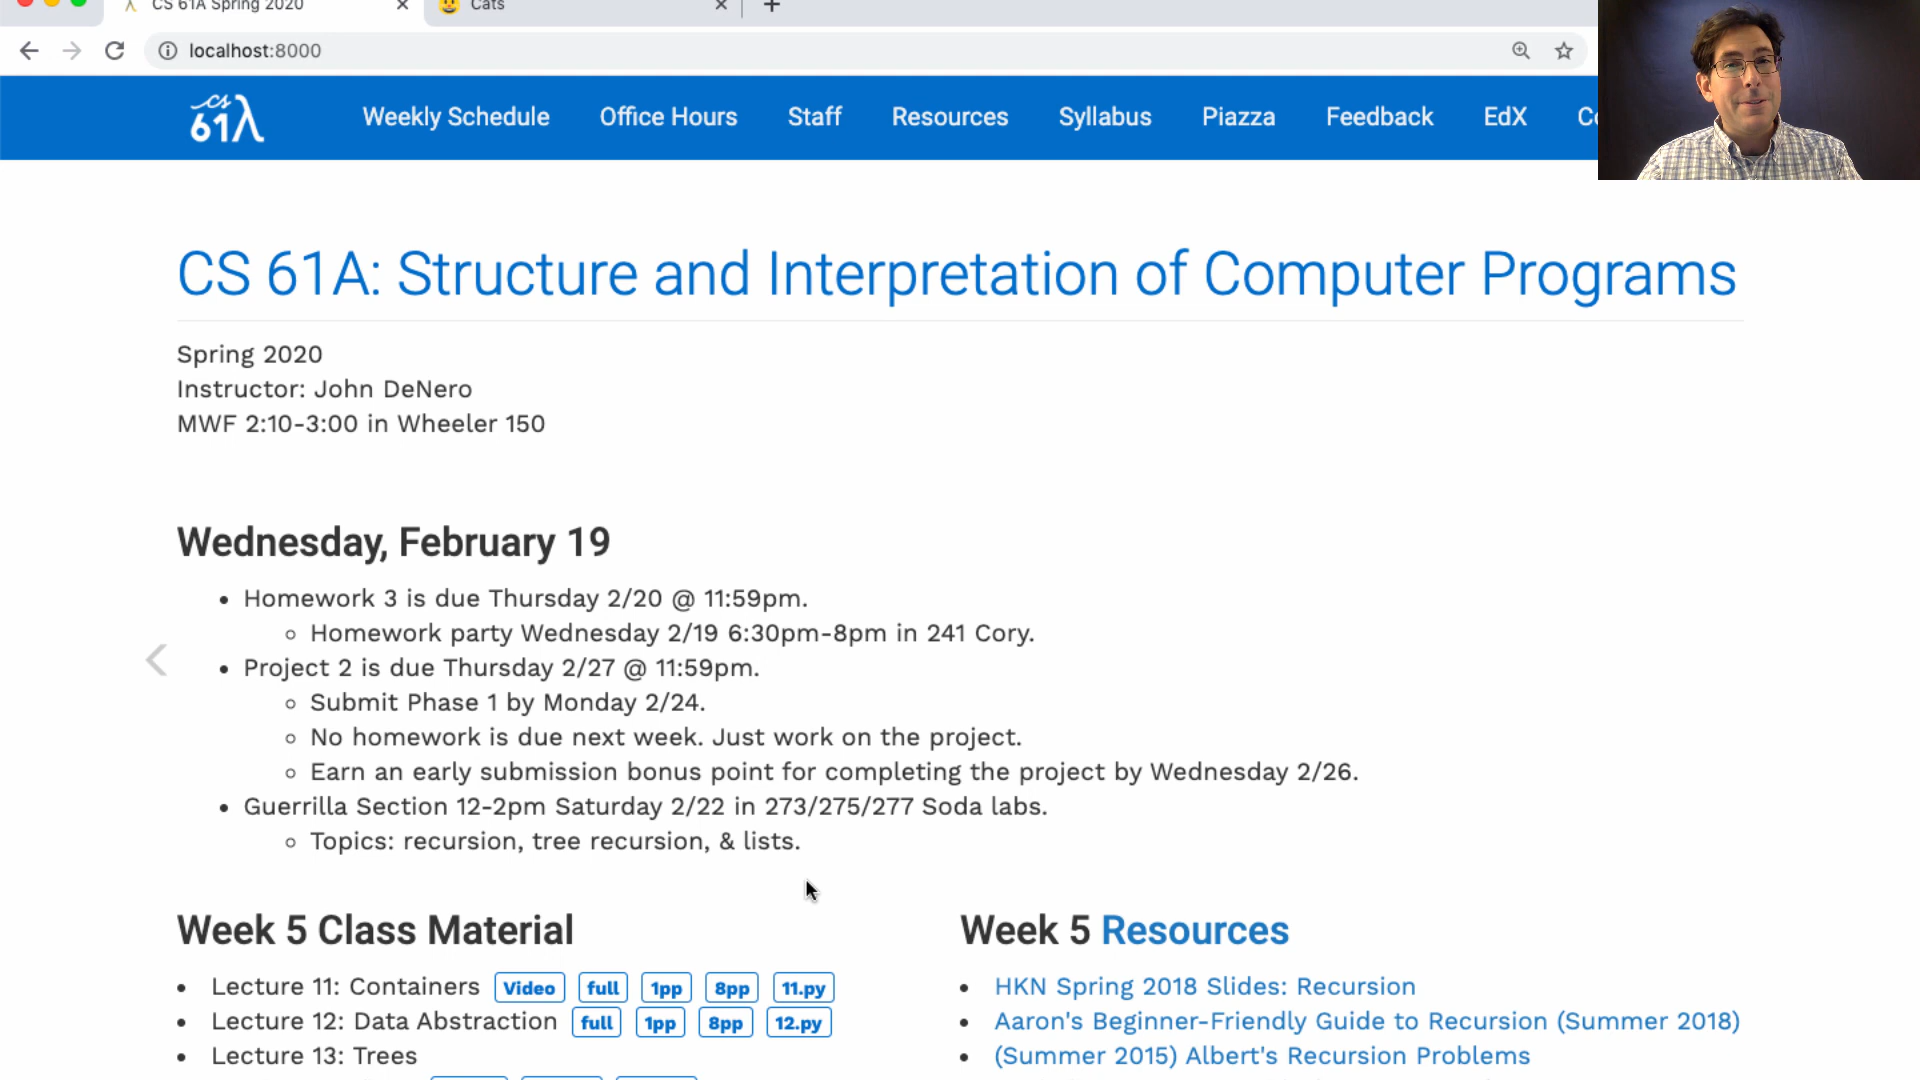 CS 61A Spring 2020
Cats
localhost:8000
cs
61λ
Weekly Schedule
Office Hours
Staff
Resources
Syllabus
Piazza
Feedback
EdX
CS 61A: Structure and Interpretation of Computer Programs
Spring 2020
Instructor: John DeNero
MWF 2:10-3:00 in Wheeler 150
Wednesday, February 19
Homework 3 is due Thursday 2/20 @ 11:59pm.
Homework party Wednesday 2/19 6:30pm-8pm in 241 Cory.
Project 2 is due Thursday 2/27 @ 11:59pm.
Submit Phase 1 by Monday 2/24.
No homework is due next week. Just work on the project.
Earn an early submission bonus point for completing the project by Wednesday 2/26.
Guerrilla Section 12-2pm Saturday 2/22 in 273/275/277 Soda labs.
Topics: recursion, tree recursion, & lists.
Week 5 Class Material
Lecture 11: Containers Video full 1pp 8pp 11.py
Lecture 12: Data Abstraction full 1pp 8pp 12.py
Lecture 13: Trees
Week 5 Resources
HKN Spring 2018 Slides: Recursion
Aaron's Beginner-Friendly Guide to Recursion (Summer 2018)
(Summer 2015) Albert's Recursion Problems